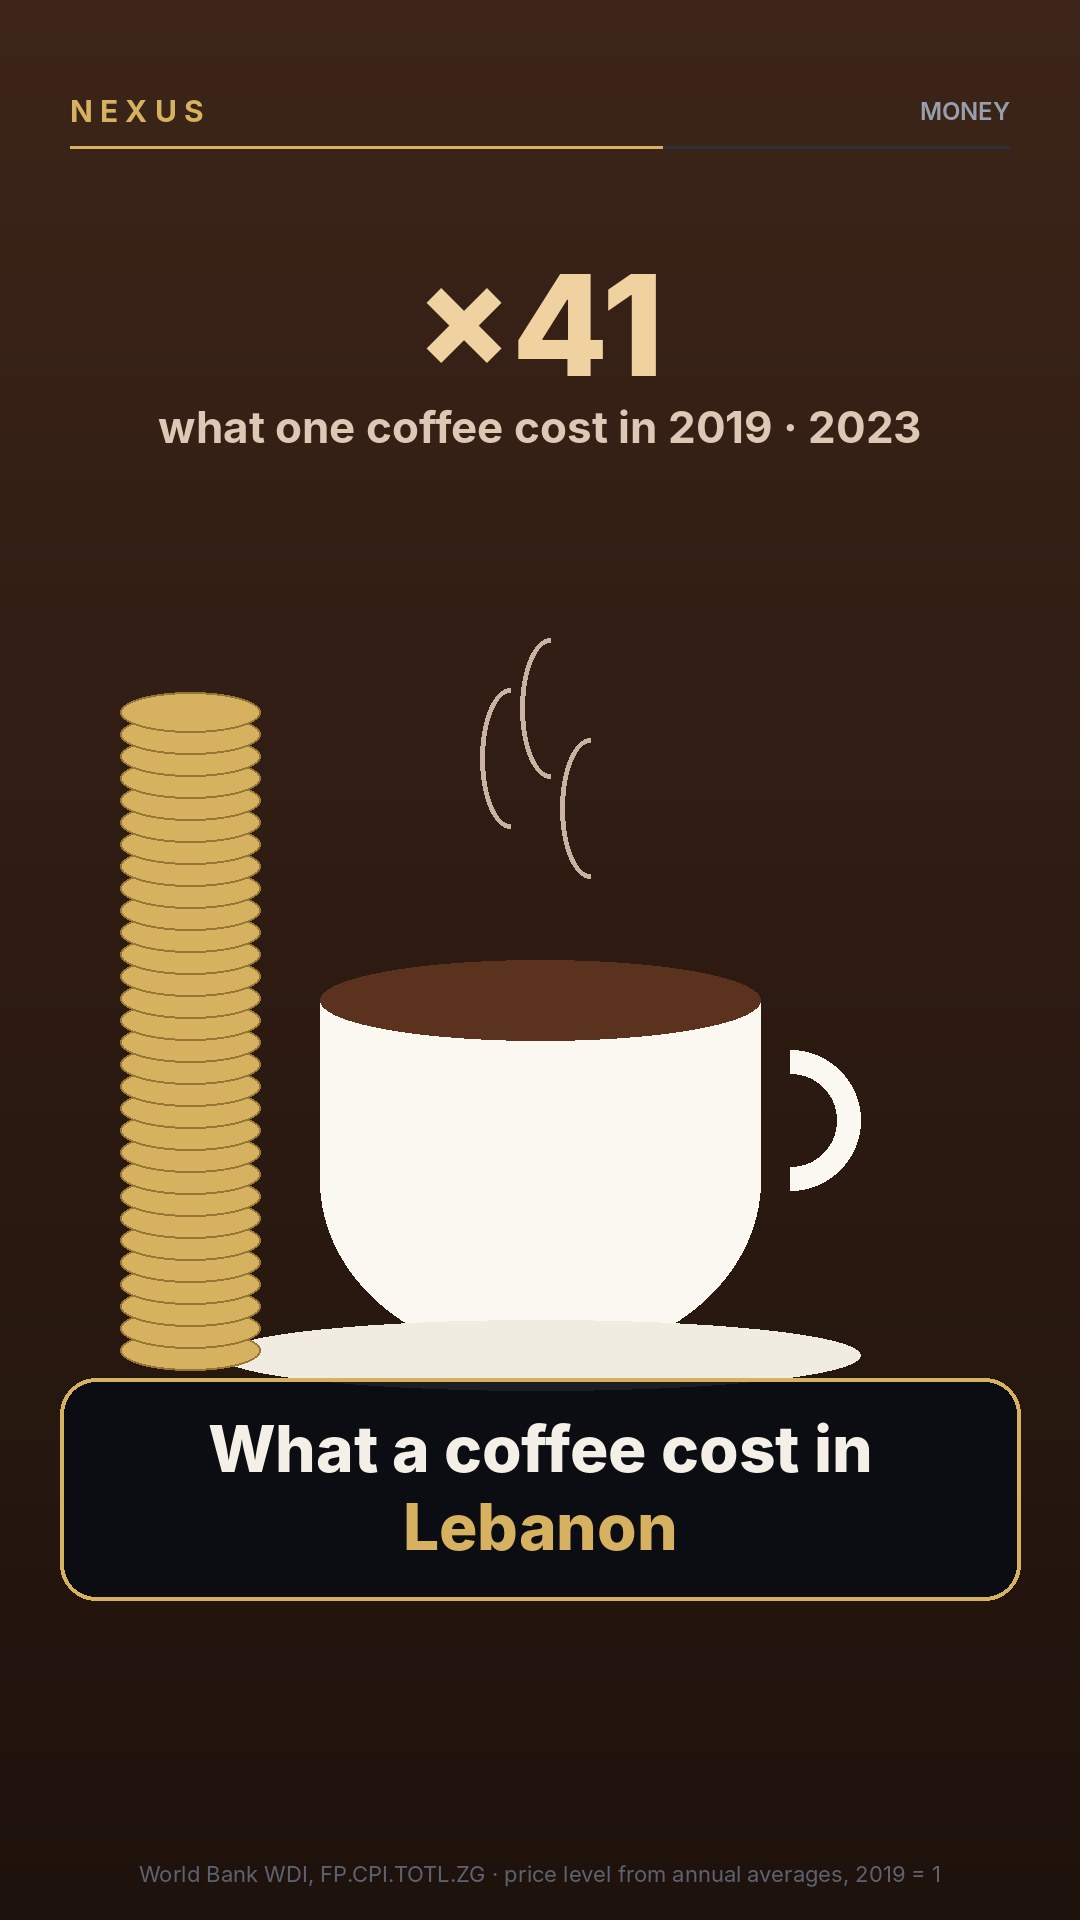 NEXUS
MONEY
×41
what one coffee cost in 2019 · 2023
What a coffee cost in
Lebanon
World Bank WDI, FP.CPI.TOTL.ZG · price level from annual averages, 2019 = 1